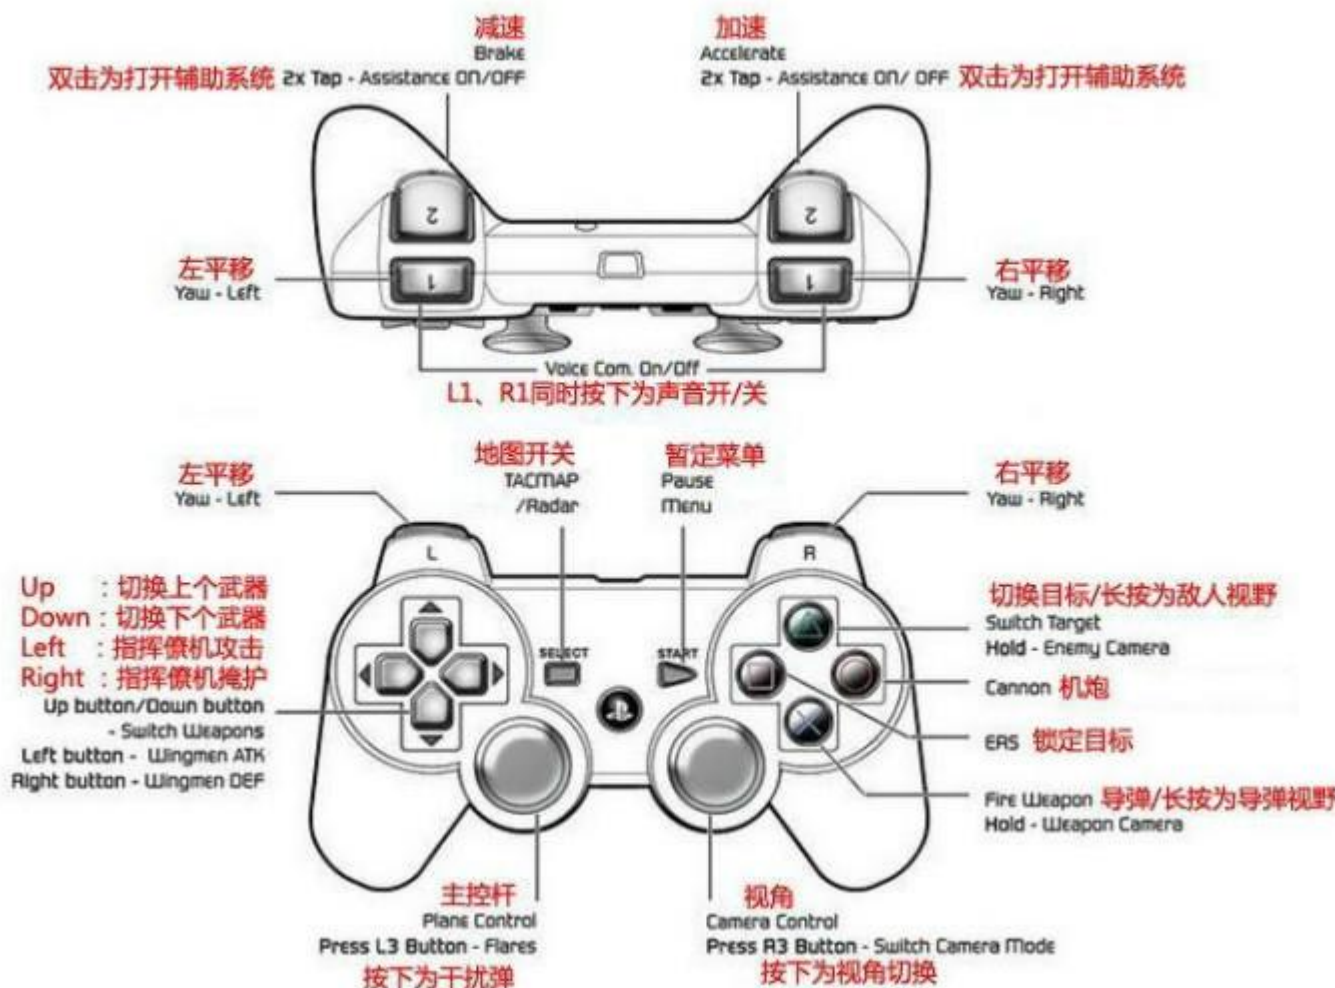 减速
Brake
双击为打开辅助系统 2x Tap - Assistance ON/OFF
加速
Accelerate
2x Tap - Assistance ON/ OFF 双击为打开辅助系统
2
2
左平移
Yaw - Left
1
1
右平移
Yaw - Right
Voice Com. On/Off
L1、R1同时按下为声音开/关
左平移
Yaw - Left
地图开关
TACMAP
/Radar
暂定菜单
Pause
Menu
右平移
Yaw - Right
L
R
Up :切换上个武器
Down:切换下个武器
Left :指挥僚机攻击
Right :指挥僚机掩护
Up button/Down button
- Switch Weapons
Left button - Wingmen ATK
Right button - Wingmen DEF
SELECT
START
切换目标/长按为敌人视野
Switch Target
Hold - Enemy Camera
Cannon 机炮
ERS 锁定目标
Fire Weapon 导弹/长按为导弹视野
Hold - Weapon Camera
主控杆
Plane Control
Press L3 Button - Flares
按下为干扰弹
视角
Camera Control
Press R3 Button - Switch Camera Mode
按下为视角切换